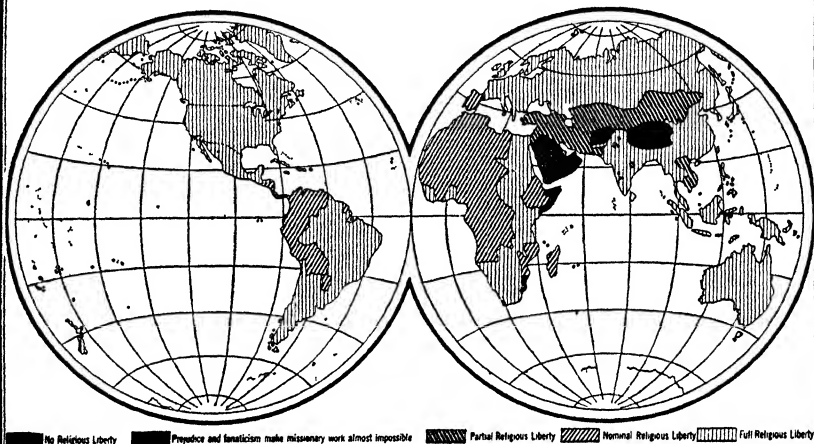 No Religious Liberty Prejudice and fanaticism make missionary work almost impossible Partial Religious Liberty Nominal Religious Liberty Full Religious Liberty